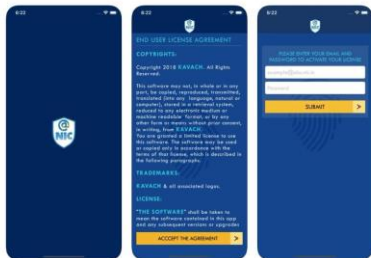 6:22
@
NIC
6:22
KAVACH
END USER LICENSE AGREEMENT
COPYRIGHTS:
Copyright 2018 KAVACH. All Rights
Reserved.
This software may not, in whole or in any
part, be copied, reproduced, transmitted,
translated (into any language, natural or
computer), stored in a retrieval system,
reduced to any electronic medium or
machine readable format, or by any
other form or means without prior consent,
in writing, from KAVACH.
You are granted a limited license to use
this software. The software may be used
or copied only in accordance with the
terms of that license, which is described in
the following paragraphs:
TRADEMARKS:
KAVACH & all associated logos.
LICENSE:
"THE SOFTWARE" shall be taken to
mean the software contained in this app
and any subsequent version or upgrades
ACCCEPT THE AGREEMENT >
6:22
NIC
KAVACH
PLEASE ENTER YOUR EMAIL AND
PASSWORD TO ACTIVATE YOUR LICENSE
Password
SUBMIT >